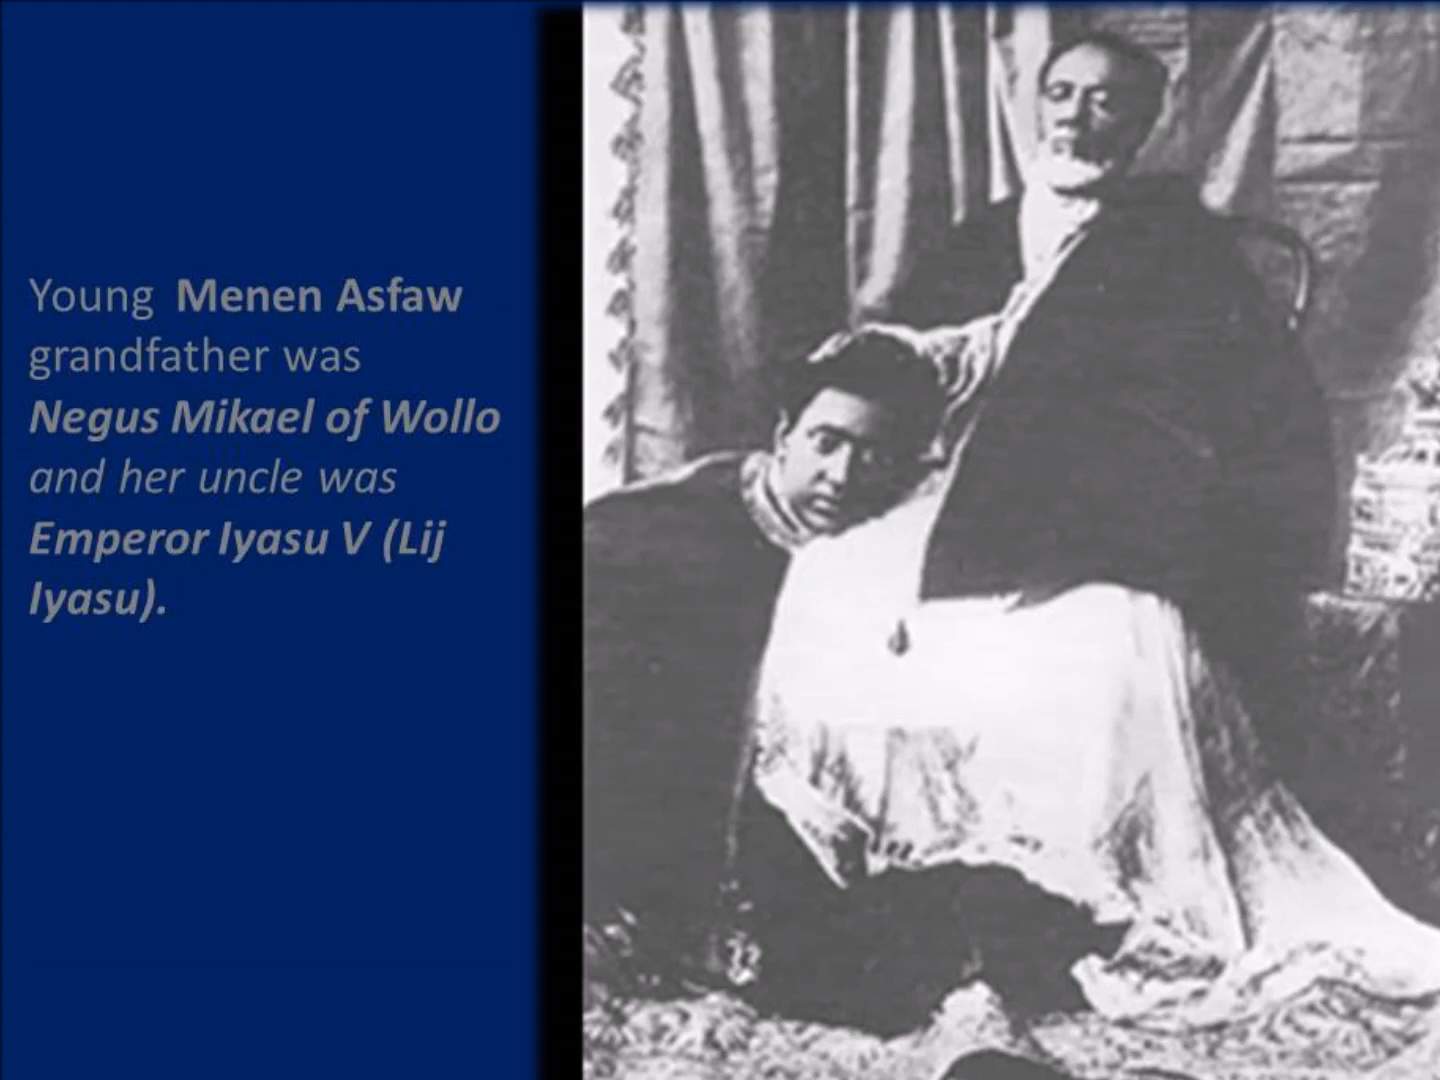 Young Menen Asfaw
grandfather was
Negus Mikael of Wollo
and her uncle was
Emperor Iyasu V (Lij
Iyasu).